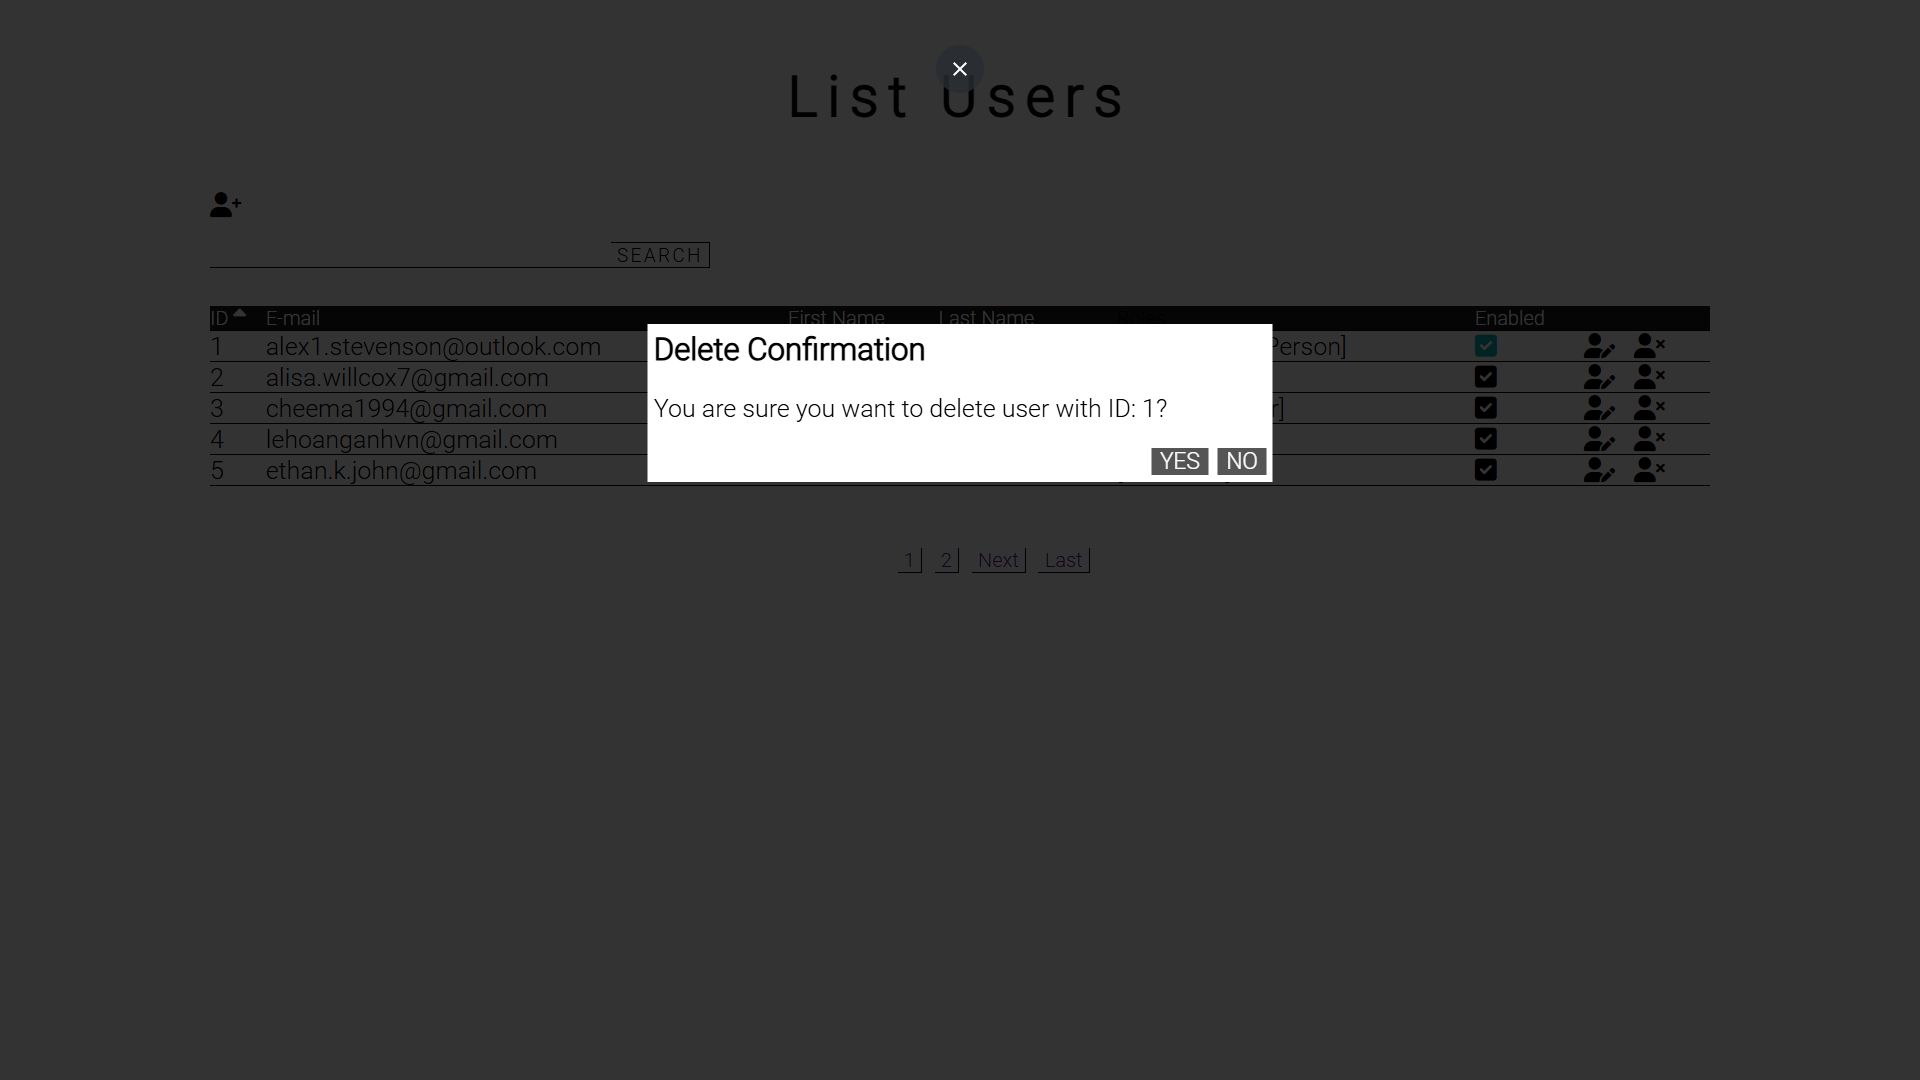 List Users
SEARCH
ID E-mail First Name Last Name Roles Enabled
1 alex1.stevenson@outlook.com Person]
2 alisa.willcox7@gmail.com
3 cheema1994@gmail.com r]
4 lehoanganhvn@gmail.com
5 ethan.k.john@gmail.com
Delete Confirmation
You are sure you want to delete user with ID: 1?
YES NO
1 2 Next Last